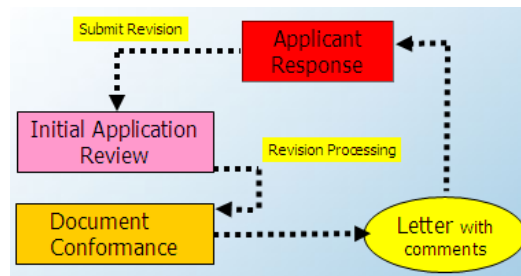 Submit Revision
Applicant
Response
Initial Application
Review
Revision Processing
Document
Conformance
Letter with
comments